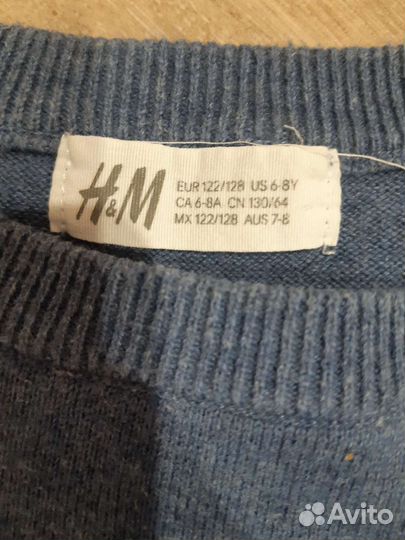 H&M
EUR 122/128 US 6-8Y
CA 6-8A CN 130/64
MX 122/128 AUS 7-8
Avito